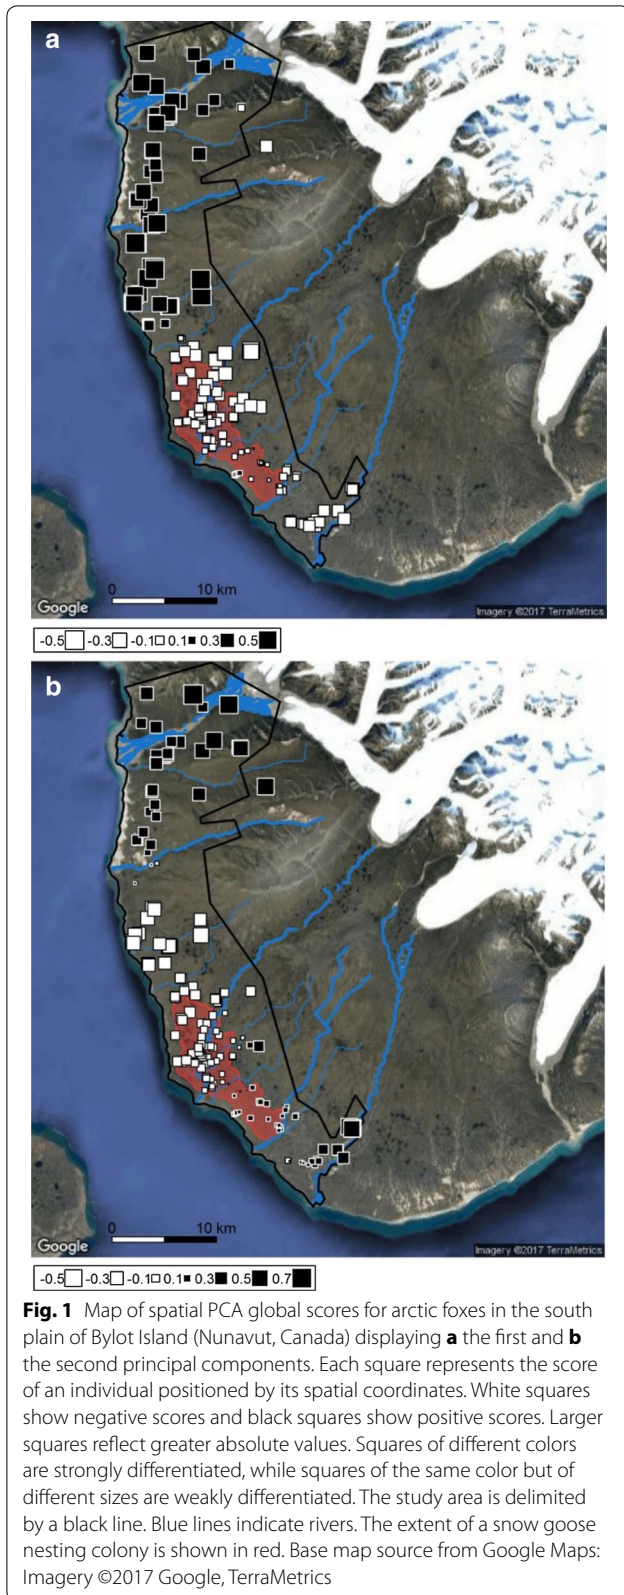 a
0 10 km
Google
Imagery ©2017 TerraMetrics
-0.5 -0.3 -0.1 0.1 0.3 0.5
b
0 10 km
Google
Imagery ©2017 TerraMetrics
-0.5 -0.3 -0.1 0.1 0.3 0.5 0.7
Fig. 1 Map of spatial PCA global scores for arctic foxes in the south
plain of Bylot Island (Nunavut, Canada) displaying a the first and b
the second principal components. Each square represents the score
of an individual positioned by its spatial coordinates. White squares
show negative scores and black squares show positive scores. Larger
squares reflect greater absolute values. Squares of different colors
are strongly differentiated, while squares of the same color but of
different sizes are weakly differentiated. The study area is delimited
by a black line. Blue lines indicate rivers. The extent of a snow goose
nesting colony is shown in red. Base map source from Google Maps:
Imagery ©2017 Google, TerraMetrics